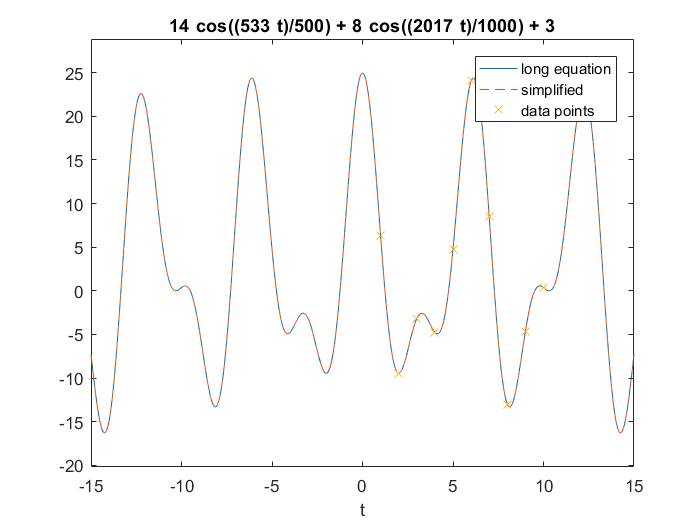 14 cos((533 t)/500) + 8 cos((2017 t)/1000) + 3
long equation
simplified
data points
25
20
15
10
5
0
-5
-10
-15
-20
-15 -10 -5 0 5 10 15
t